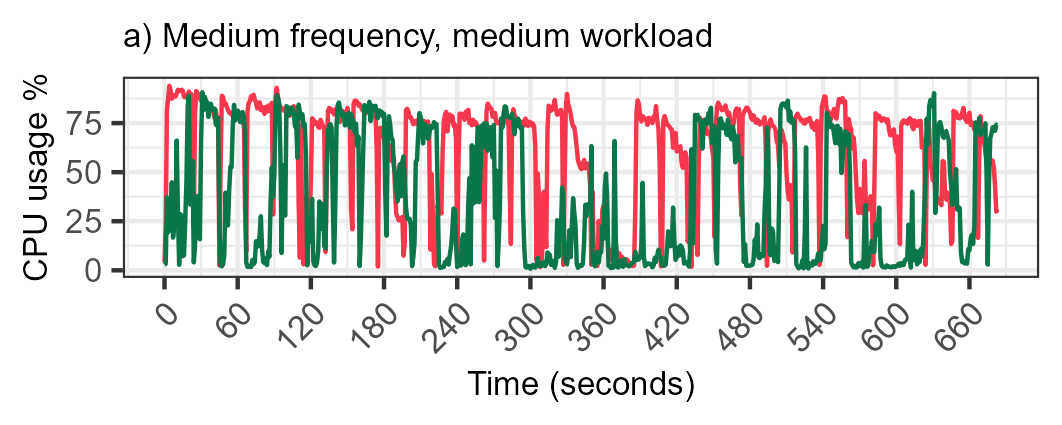 a) Medium frequency, medium workload
CPU usage %
75
50
25
0
0 60 120 180 240 300 360 420 480 540 600 660
Time (seconds)